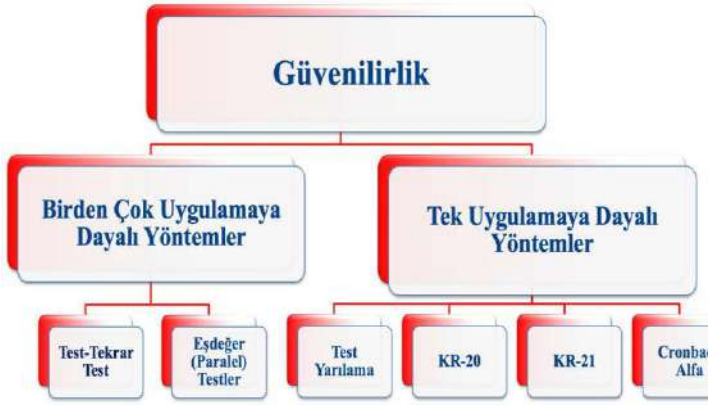 Güvenilirlik
Birden Çok Uygulamaya
Dayalı Yöntemler
Tek Uygulamaya Dayalı
Yöntemler
Test-Tekrar
Test
Eşdeğer
(Paralel)
Testler
Test
Yarılama
KR-20
KR-21
Alfa